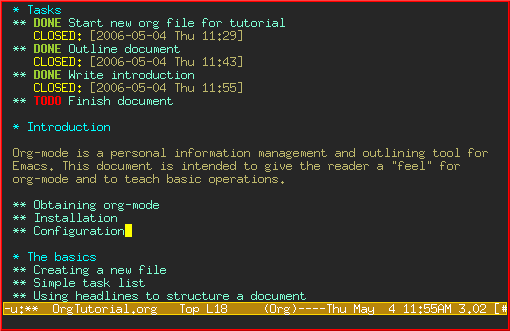 * Tasks
** DONE Start new org file for tutorial
CLOSED: [2006-05-04 Thu 11:29]
** DONE Outline document
CLOSED: [2006-05-04 Thu 11:43]
** DONE Write introduction
CLOSED: [2006-05-04 Thu 11:55]
** TODO Finish document
* Introduction
Org-mode is a personal information management and outlining tool for
Emacs. This document is intended to give the reader a "feel" for
org-mode and to teach basic operations.
** Obtaining org-mode
** Installation
** Configuration
* The basics
** Creating a new file
** Simple task list
** Using headlines to structure a document
-u:** OrgTutorial.org Top L18 (Org)----Thu May 4 11:55AM 3.02 [#